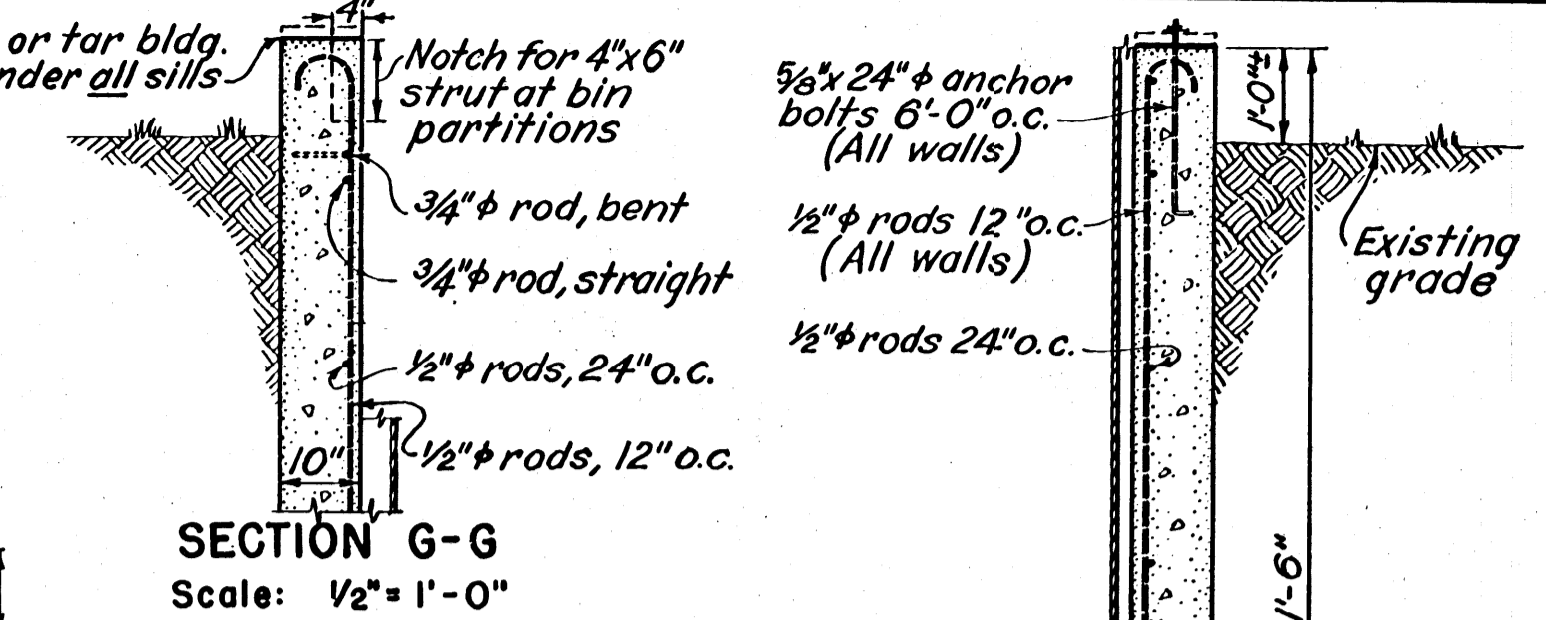 4"
or tar bldg.
nder all sills
Notch for 4"x6"
strut at bin
partitions
3/4"ϕ rod, bent
3/4"ϕ rod, straight
1/2"ϕ rods, 24"o.c.
1/2"ϕ rods, 12"o.c.
10"
SECTION G-G
Scale: 1/2" = 1'-0"
5/8"x 24"ϕ anchor
bolts 6'-0"o.c.
(All walls)
1/2"ϕ rods 12"o.c.
(All walls)
1/2"ϕ rods 24"o.c.
1'-0"±
Existing
grade
1'-6"